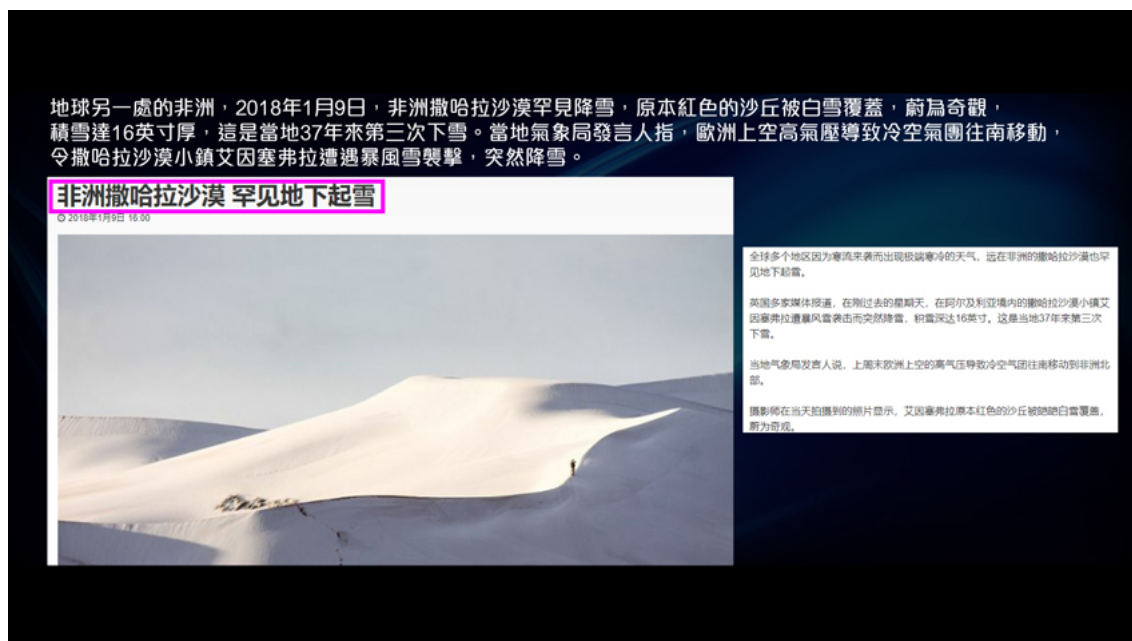 地球另一處的非洲，2018年1月9日，非洲撒哈拉沙漠罕見降雪，原本紅色的沙丘被白雪覆蓋，蔚為奇觀，
積雪達16英寸厚，這是當地37年來第三次下雪。當地氣象局發言人指，歐洲上空高氣壓導致冷空氣團往南移動，
令撒哈拉沙漠小鎮艾因塞弗拉遭遇暴風雪襲擊，突然降雪。
非洲撒哈拉沙漠 罕见地下起雪
2018年1月9日 16:00
全球多个地区因为寒流来袭而出现极端寒冷的天气，远在非洲的撒哈拉沙漠也罕
见地下起雪。
英国多家媒体报道，在刚过去的星期天，在阿尔及利亚境内的撒哈拉沙漠小镇艾
因塞弗拉遭暴风雪袭击而突然降雪，积雪深达16英寸。这是当地37年来第三次
下雪。
当地气象局发言人说，上周末欧洲上空的高气压导致冷空气团往南移动到非洲北
部。
摄影师在当天拍摄到的照片显示，艾因塞弗拉原本红色的沙丘被皑皑白雪覆盖，
蔚为奇观。